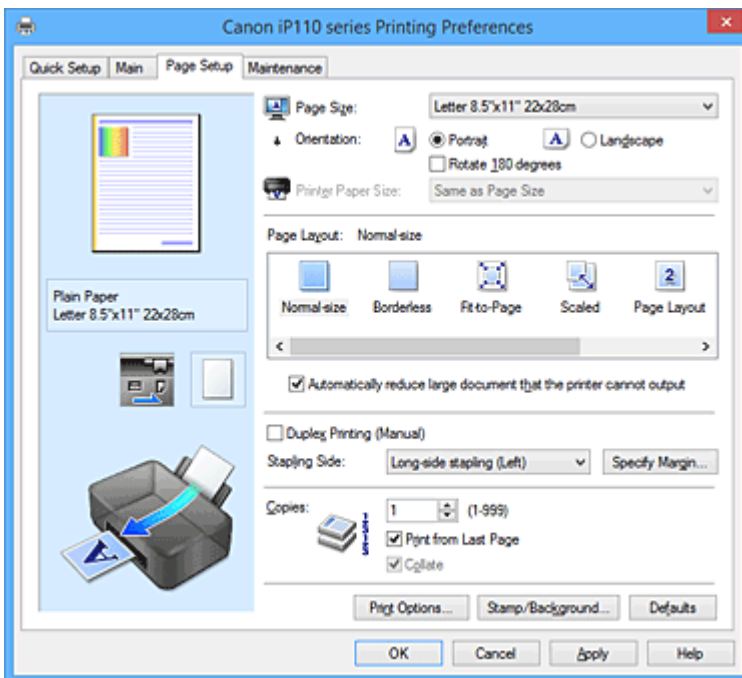 Canon iP110 series Printing Preferences
Quick Setup Main Page Setup Maintenance
Page Size: Letter 8.5"x11" 22x28cm
Orientation: A Portrait A Landscape
Rotate 180 degrees
Printer Paper Size: Same as Page Size
Page Layout: Normal-size
2
Normal-size Borderless Fit-to-Page Scaled Page Layout
Plain Paper
Letter 8.5"x11" 22x28cm
Automatically reduce large document that the printer cannot output
Duplex Printing (Manual)
Stapling Side: Long-side stapling (Left) Specify Margin...
Copies: 1 (1-999)
Print from Last Page
Collate
A
Print Options... Stamp/Background... Defaults
OK Cancel Apply Help